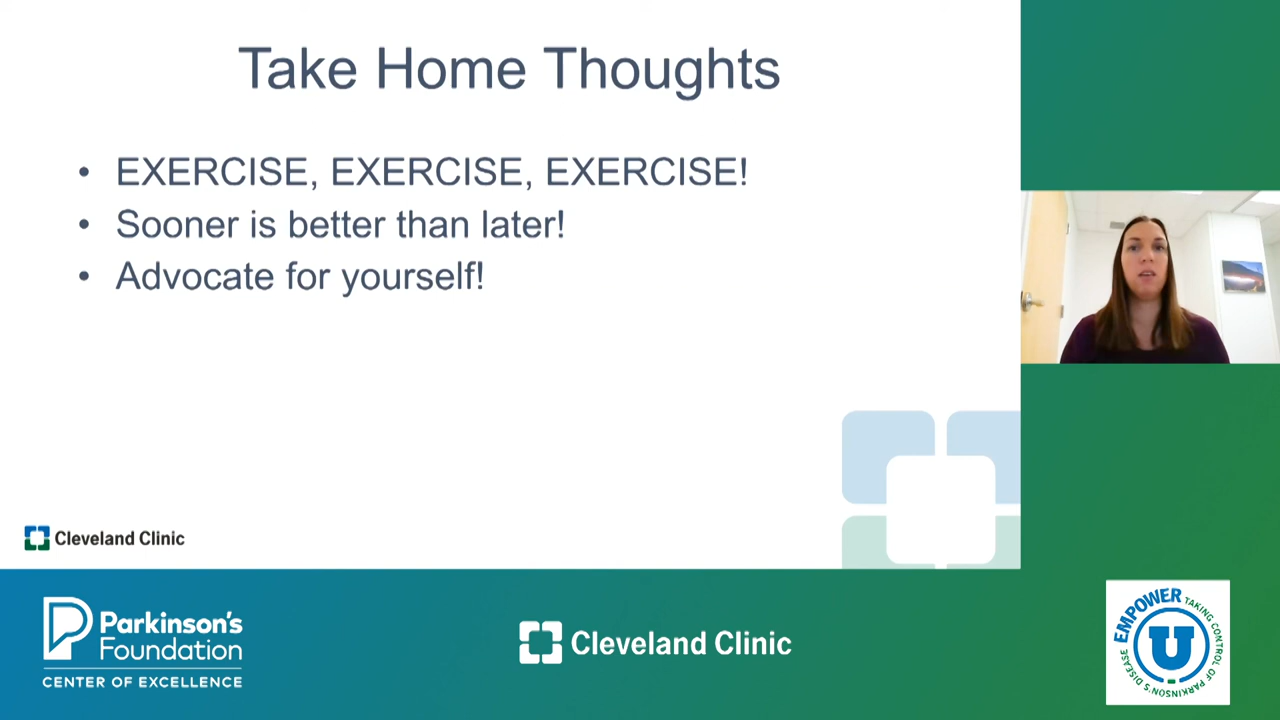 Take Home Thoughts
• EXERCISE, EXERCISE, EXERCISE!
• Sooner is better than later!
• Advocate for yourself!
Cleveland Clinic
Parkinson's
Foundation
CENTER OF EXCELLENCE
Cleveland Clinic
EMPOWER
U
TAKING CONTROL OF PARKINSON'S DISEASE